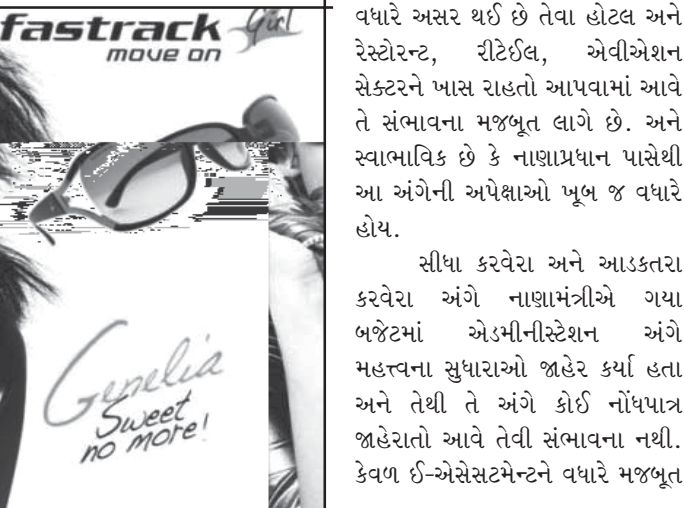 fastrack Girl
move on
Genelia
Sweet
no more!
વધારે અસર થઈ છે તેવા હોટલ અને
રેસ્ટોરન્ટ, રીટેઈલ, એવીએશન
સેક્ટરને ખાસ રાહતો આપવામાં આવે
તે સંભાવના મજબૂત લાગે છે. અને
સ્વાભાવિક છે કે નાણાપ્રધાન પાસેથી
આ અંગેની અપેક્ષાઓ ખૂબ જ વધારે
હોય.
સીધા કરવેરા અને આડકતરા
કરવેરા અંગે નાણામંત્રીએ ગયા
બજેટમાં એડમીનીસ્ટેશન અંગે
મહત્ત્વના સુધારાઓ જાહેર કર્યા હતા
અને તેથી તે અંગે કોઈ નોંધપાત્ર
જાહેરાતો આવે તેવી સંભાવના નથી.
કેવળ ઈ-એસેસટમેન્ટને વધારે મજબૂત